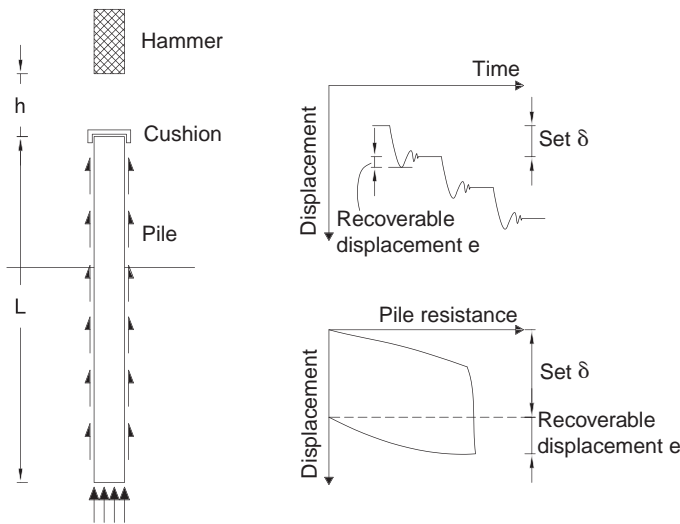 Hammer
h
Cushion
Pile
L
Time
Displacement
Set δ
Recoverable
displacement e
Pile resistance
Displacement
Set δ
Recoverable
displacement e